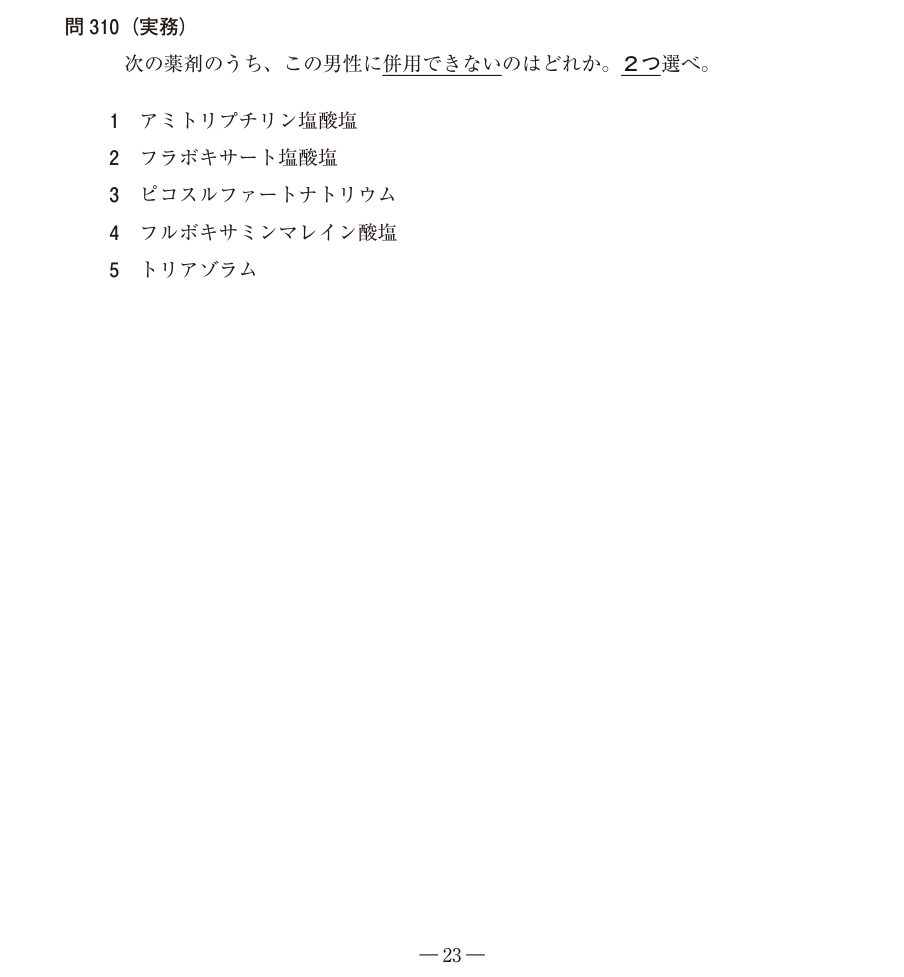 問 310（実務）
次の薬剤のうち、この男性に併用できないのはどれか。２つ選べ。
1 アミトリプチリン塩酸塩
2 フラボキサート塩酸塩
3 ピコスルファートナトリウム
4 フルボキサミンマレイン酸塩
5 トリアゾラム
― 23 ―